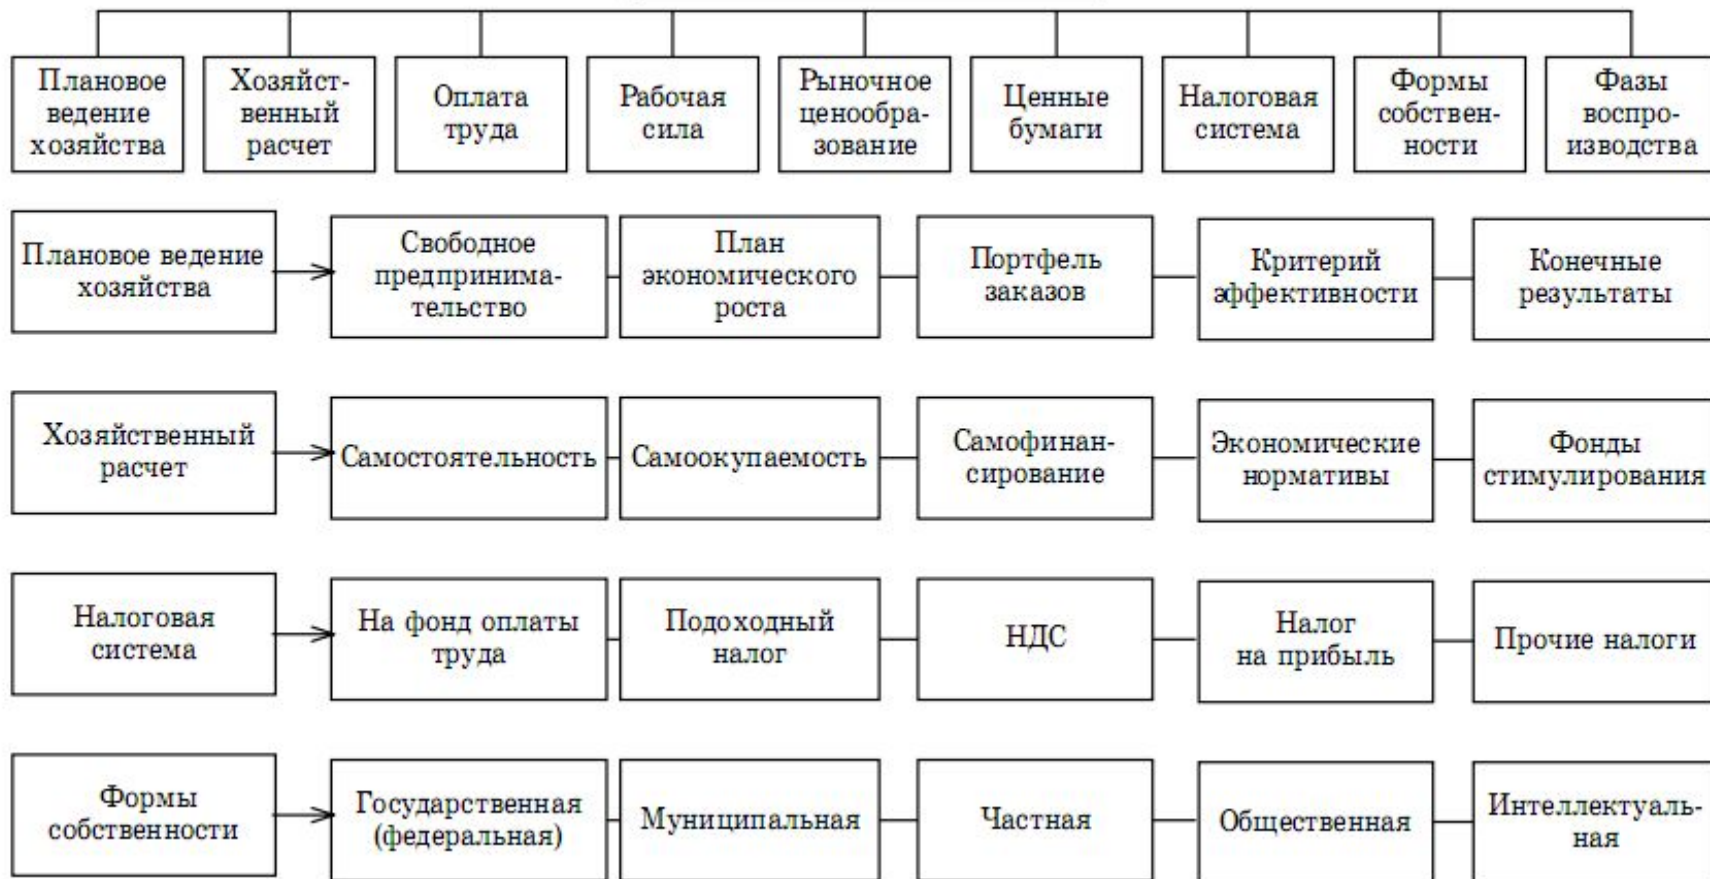 Плановое
ведение
хозяйства
Хозяйст-
венный
расчет
Оплата
труда
Рабочая
сила
Рыночное
ценообра-
зование
Ценные
бумаги
Налоговая
система
Формы
собствен-
ности
Фазы
воспро-
изводства
Плановое ведение
хозяйства
Свободное
предпринима-
тельство
План
экономического
роста
Портфель
заказов
Критерий
эффективности
Конечные
результаты
Хозяйственный
расчет
Самостоятельность
Самоокупаемость
Самофинан-
сирование
Экономические
нормативы
Фонды
стимулирования
Налоговая
система
На фонд оплаты
труда
Подоходный
налог
НДС
Налог
на прибыль
Прочие налоги
Формы
собственности
Государственная
(федеральная)
Муниципальная
Частная
Общественная
Интеллектуаль-
ная